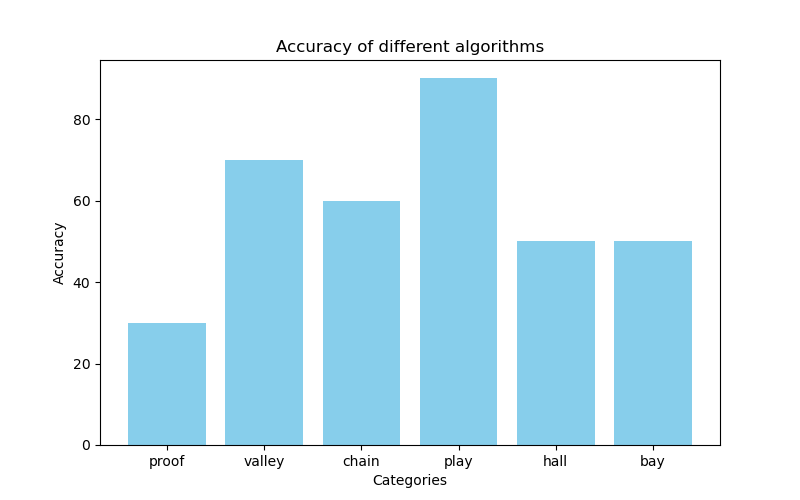 Accuracy of different algorithms
Accuracy
80
60
40
20
0
proof valley chain play hall bay
Categories